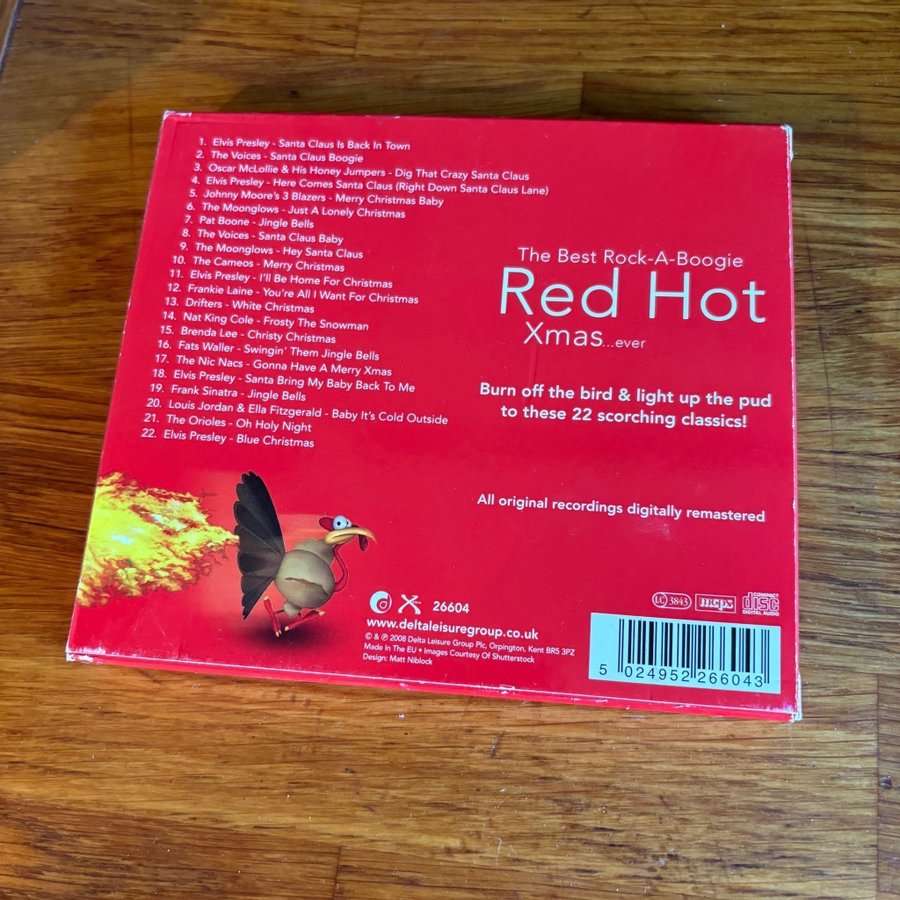 1. Elvis Presley - Santa Claus Is Back In Town
2. The Voices - Santa Claus Boogie
3. Oscar McLollie & His Honey Jumpers - Dig That Crazy Santa Claus
4. Elvis Presley - Here Comes Santa Claus (Right Down Santa Claus Lane)
5. Johnny Moore's 3 Blazers - Merry Christmas Baby
6. The Moonglows - Just A Lonely Christmas
7. Pat Boone - Jingle Bells
8. The Voices - Santa Claus Baby
9. The Moonglows - Hey Santa Claus
10. The Cameos - Merry Christmas
11. Elvis Presley - I'll Be Home For Christmas
12. Frankie Laine - You're All I Want For Christmas
13. Drifters - White Christmas
14. Nat King Cole - Frosty The Snowman
15. Brenda Lee - Christy Christmas
16. Fats Waller - Swingin' Them Jingle Bells
17. The Nic Nacs - Gonna Have A Merry Xmas
18. Elvis Presley - Santa Bring My Baby Back To Me
19. Frank Sinatra - Jingle Bells
20. Louis Jordan & Ella Fitzgerald - Baby It's Cold Outside
21. The Orioles - Oh Holy Night
22. Elvis Presley - Blue Christmas
The Best Rock-A-Boogie
Red Hot
Xmas...ever
Burn off the bird & light up the pud
to these 22 scorching classics!
All original recordings digitally remastered
26604
www.deltaleisuregroup.co.uk
© & ℗ 2008 Delta Leisure Group Plc, Orpington, Kent BR5 3PZ
Made In The EU • Images Courtesy Of Shutterstock
Design: Matt Niblock
LC 3843
mcps
COMPACT
disc
DIGITAL AUDIO
5 024952 266043